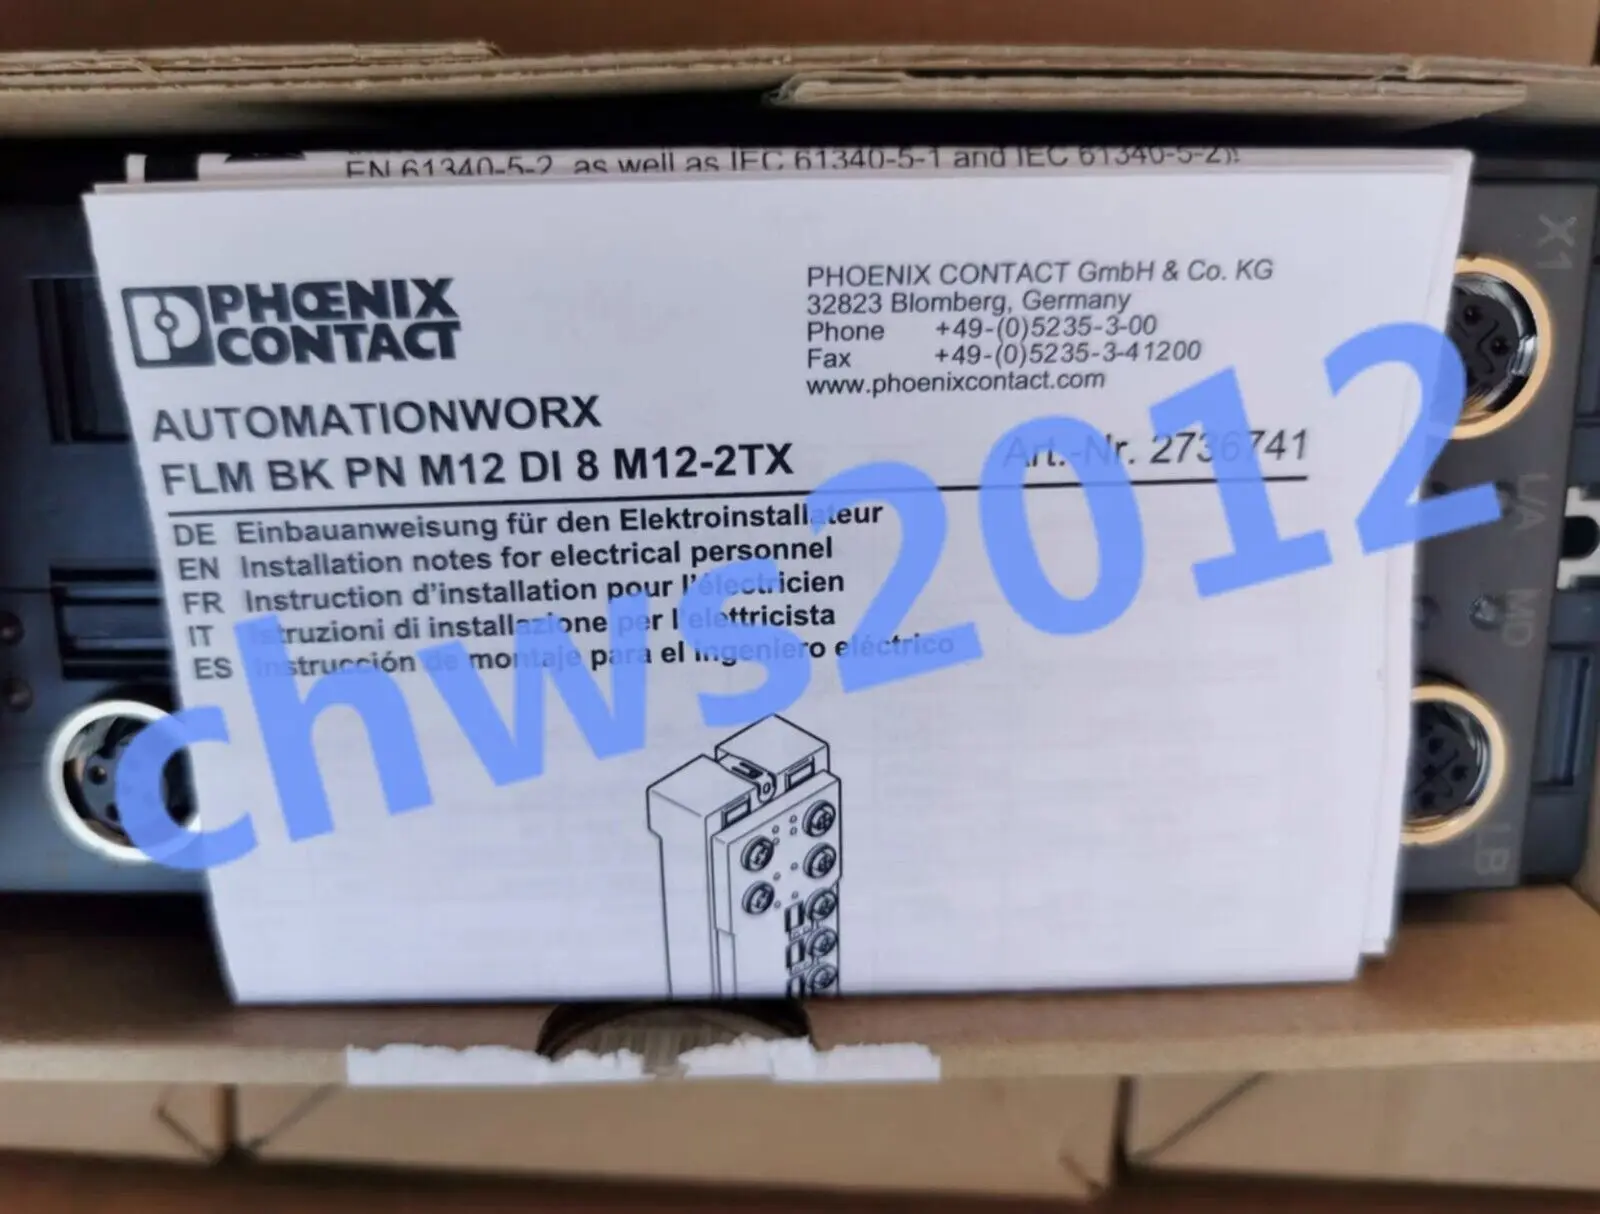 EN 61340-5-2, as well as IEC 61340-5-1 and IEC 61340-5-2)!
PHŒNIX
CONTACT
PHOENIX CONTACT GmbH & Co. KG
32823 Blomberg, Germany
Phone +49-(0)5235-3-00
Fax +49-(0)5235-3-41200
www.phoenixcontact.com
AUTOMATIONWORX
FLM BK PN M12 DI 8 M12-2TX
Art.-Nr. 2736741
DE Einbauanweisung für den Elektroinstallateur
EN Installation notes for electrical personnel
FR Instruction d'installation pour l'électricien
IT Istruzioni di installazione per l'elettricista
ES Instrucción de montaje para el ingeniero eléctrico
chws2012
X1
L/A
MD
LB